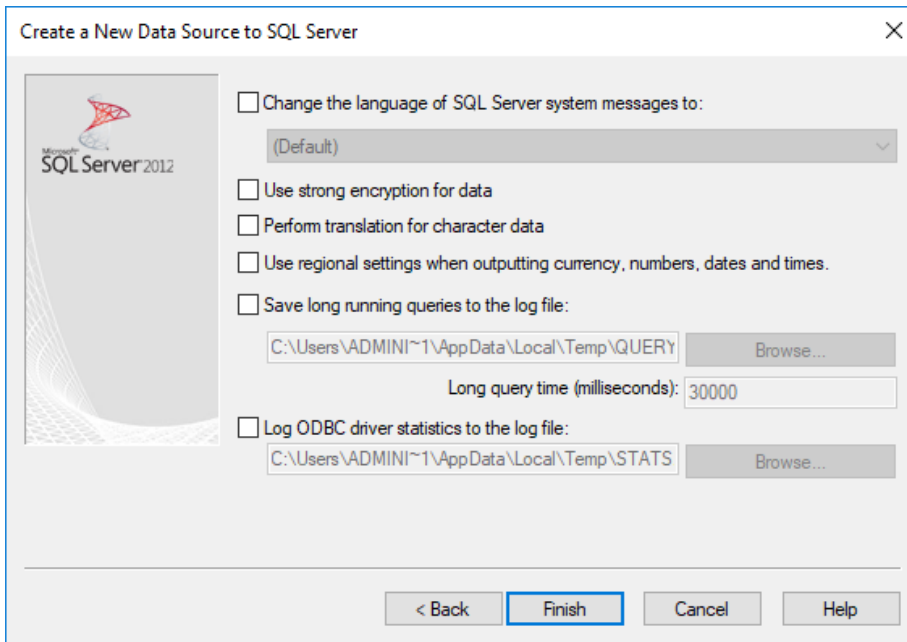 Create a New Data Source to SQL Server
Microsoft
SQL Server 2012
Change the language of SQL Server system messages to:
(Default)
Use strong encryption for data
Perform translation for character data
Use regional settings when outputting currency, numbers, dates and times.
Save long running queries to the log file:
C:\Users\ADMINI~1\AppData\Local\Temp\QUERY
Browse...
Long query time (milliseconds):
30000
Log ODBC driver statistics to the log file:
C:\Users\ADMINI~1\AppData\Local\Temp\STATS
Browse...
< Back
Finish
Cancel
Help